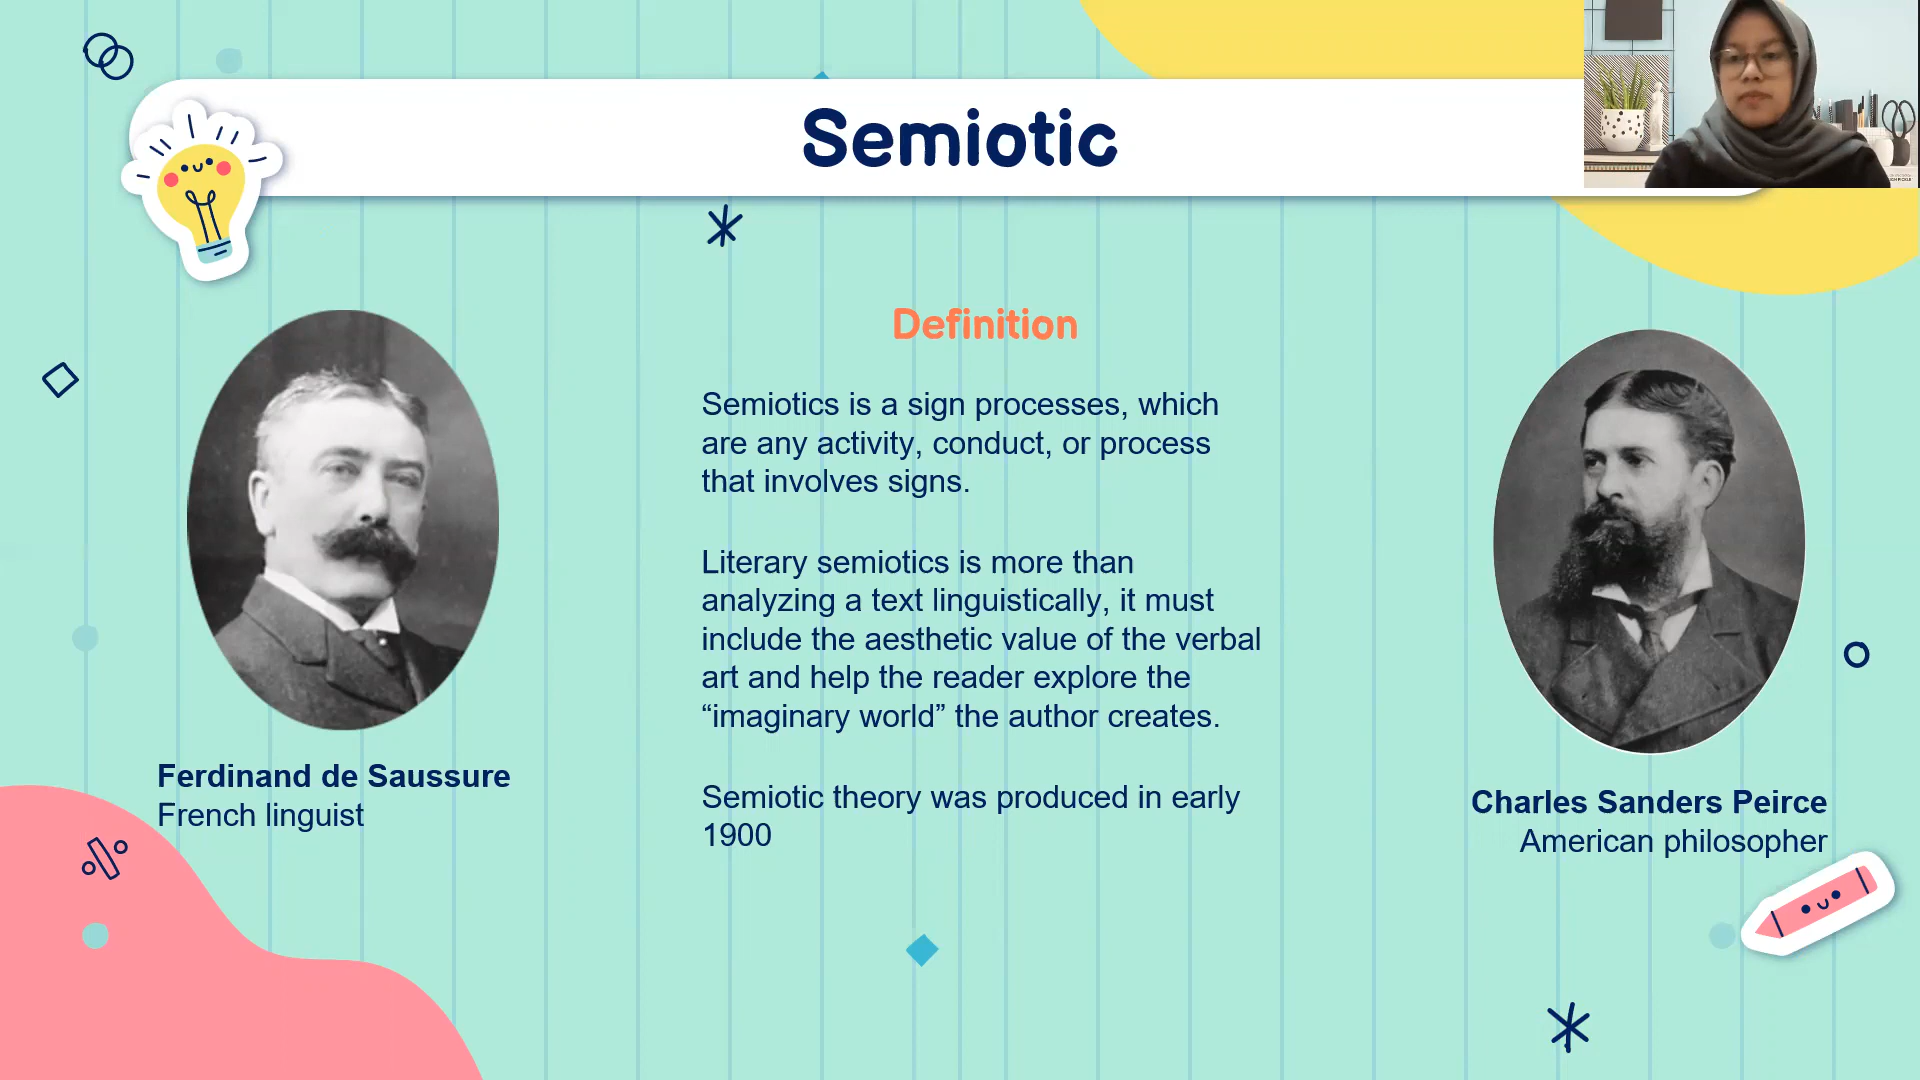 Semiotic
Definition
Semiotics is a sign processes, which
are any activity, conduct, or process
that involves signs.
Literary semiotics is more than
analyzing a text linguistically, it must
include the aesthetic value of the verbal
art and help the reader explore the
“imaginary world” the author creates.
Semiotic theory was produced in early
1900
Ferdinand de Saussure
French linguist
Charles Sanders Peirce
American philosopher